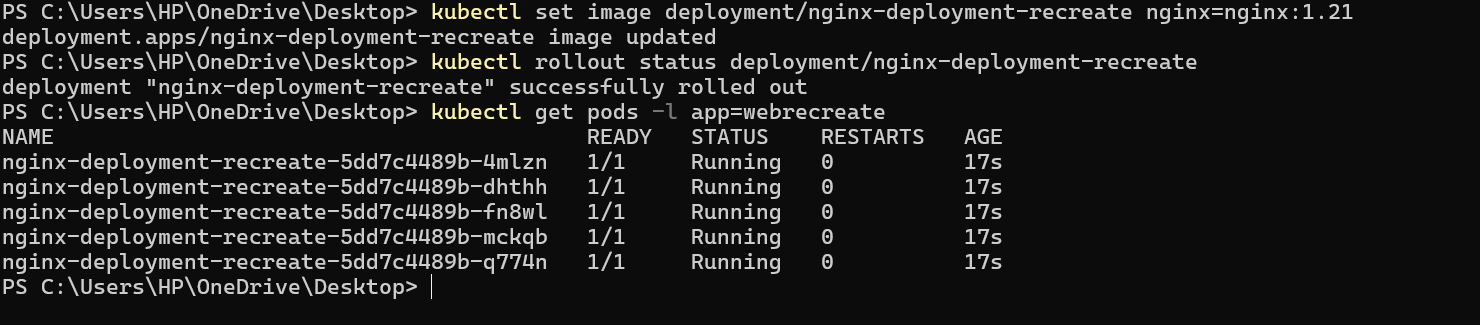 PS C:\Users\HP\OneDrive\Desktop> kubectl set image deployment/nginx-deployment-recreate nginx=nginx:1.21
deployment.apps/nginx-deployment-recreate image updated
PS C:\Users\HP\OneDrive\Desktop> kubectl rollout status deployment/nginx-deployment-recreate
deployment "nginx-deployment-recreate" successfully rolled out
PS C:\Users\HP\OneDrive\Desktop> kubectl get pods -l app=webrecreate
NAME                                         READY   STATUS    RESTARTS   AGE
nginx-deployment-recreate-5dd7c4489b-4mlzn   1/1     Running   0          17s
nginx-deployment-recreate-5dd7c4489b-dhthh   1/1     Running   0          17s
nginx-deployment-recreate-5dd7c4489b-fn8wl   1/1     Running   0          17s
nginx-deployment-recreate-5dd7c4489b-mckqb   1/1     Running   0          17s
nginx-deployment-recreate-5dd7c4489b-q774n   1/1     Running   0          17s
PS C:\Users\HP\OneDrive\Desktop>